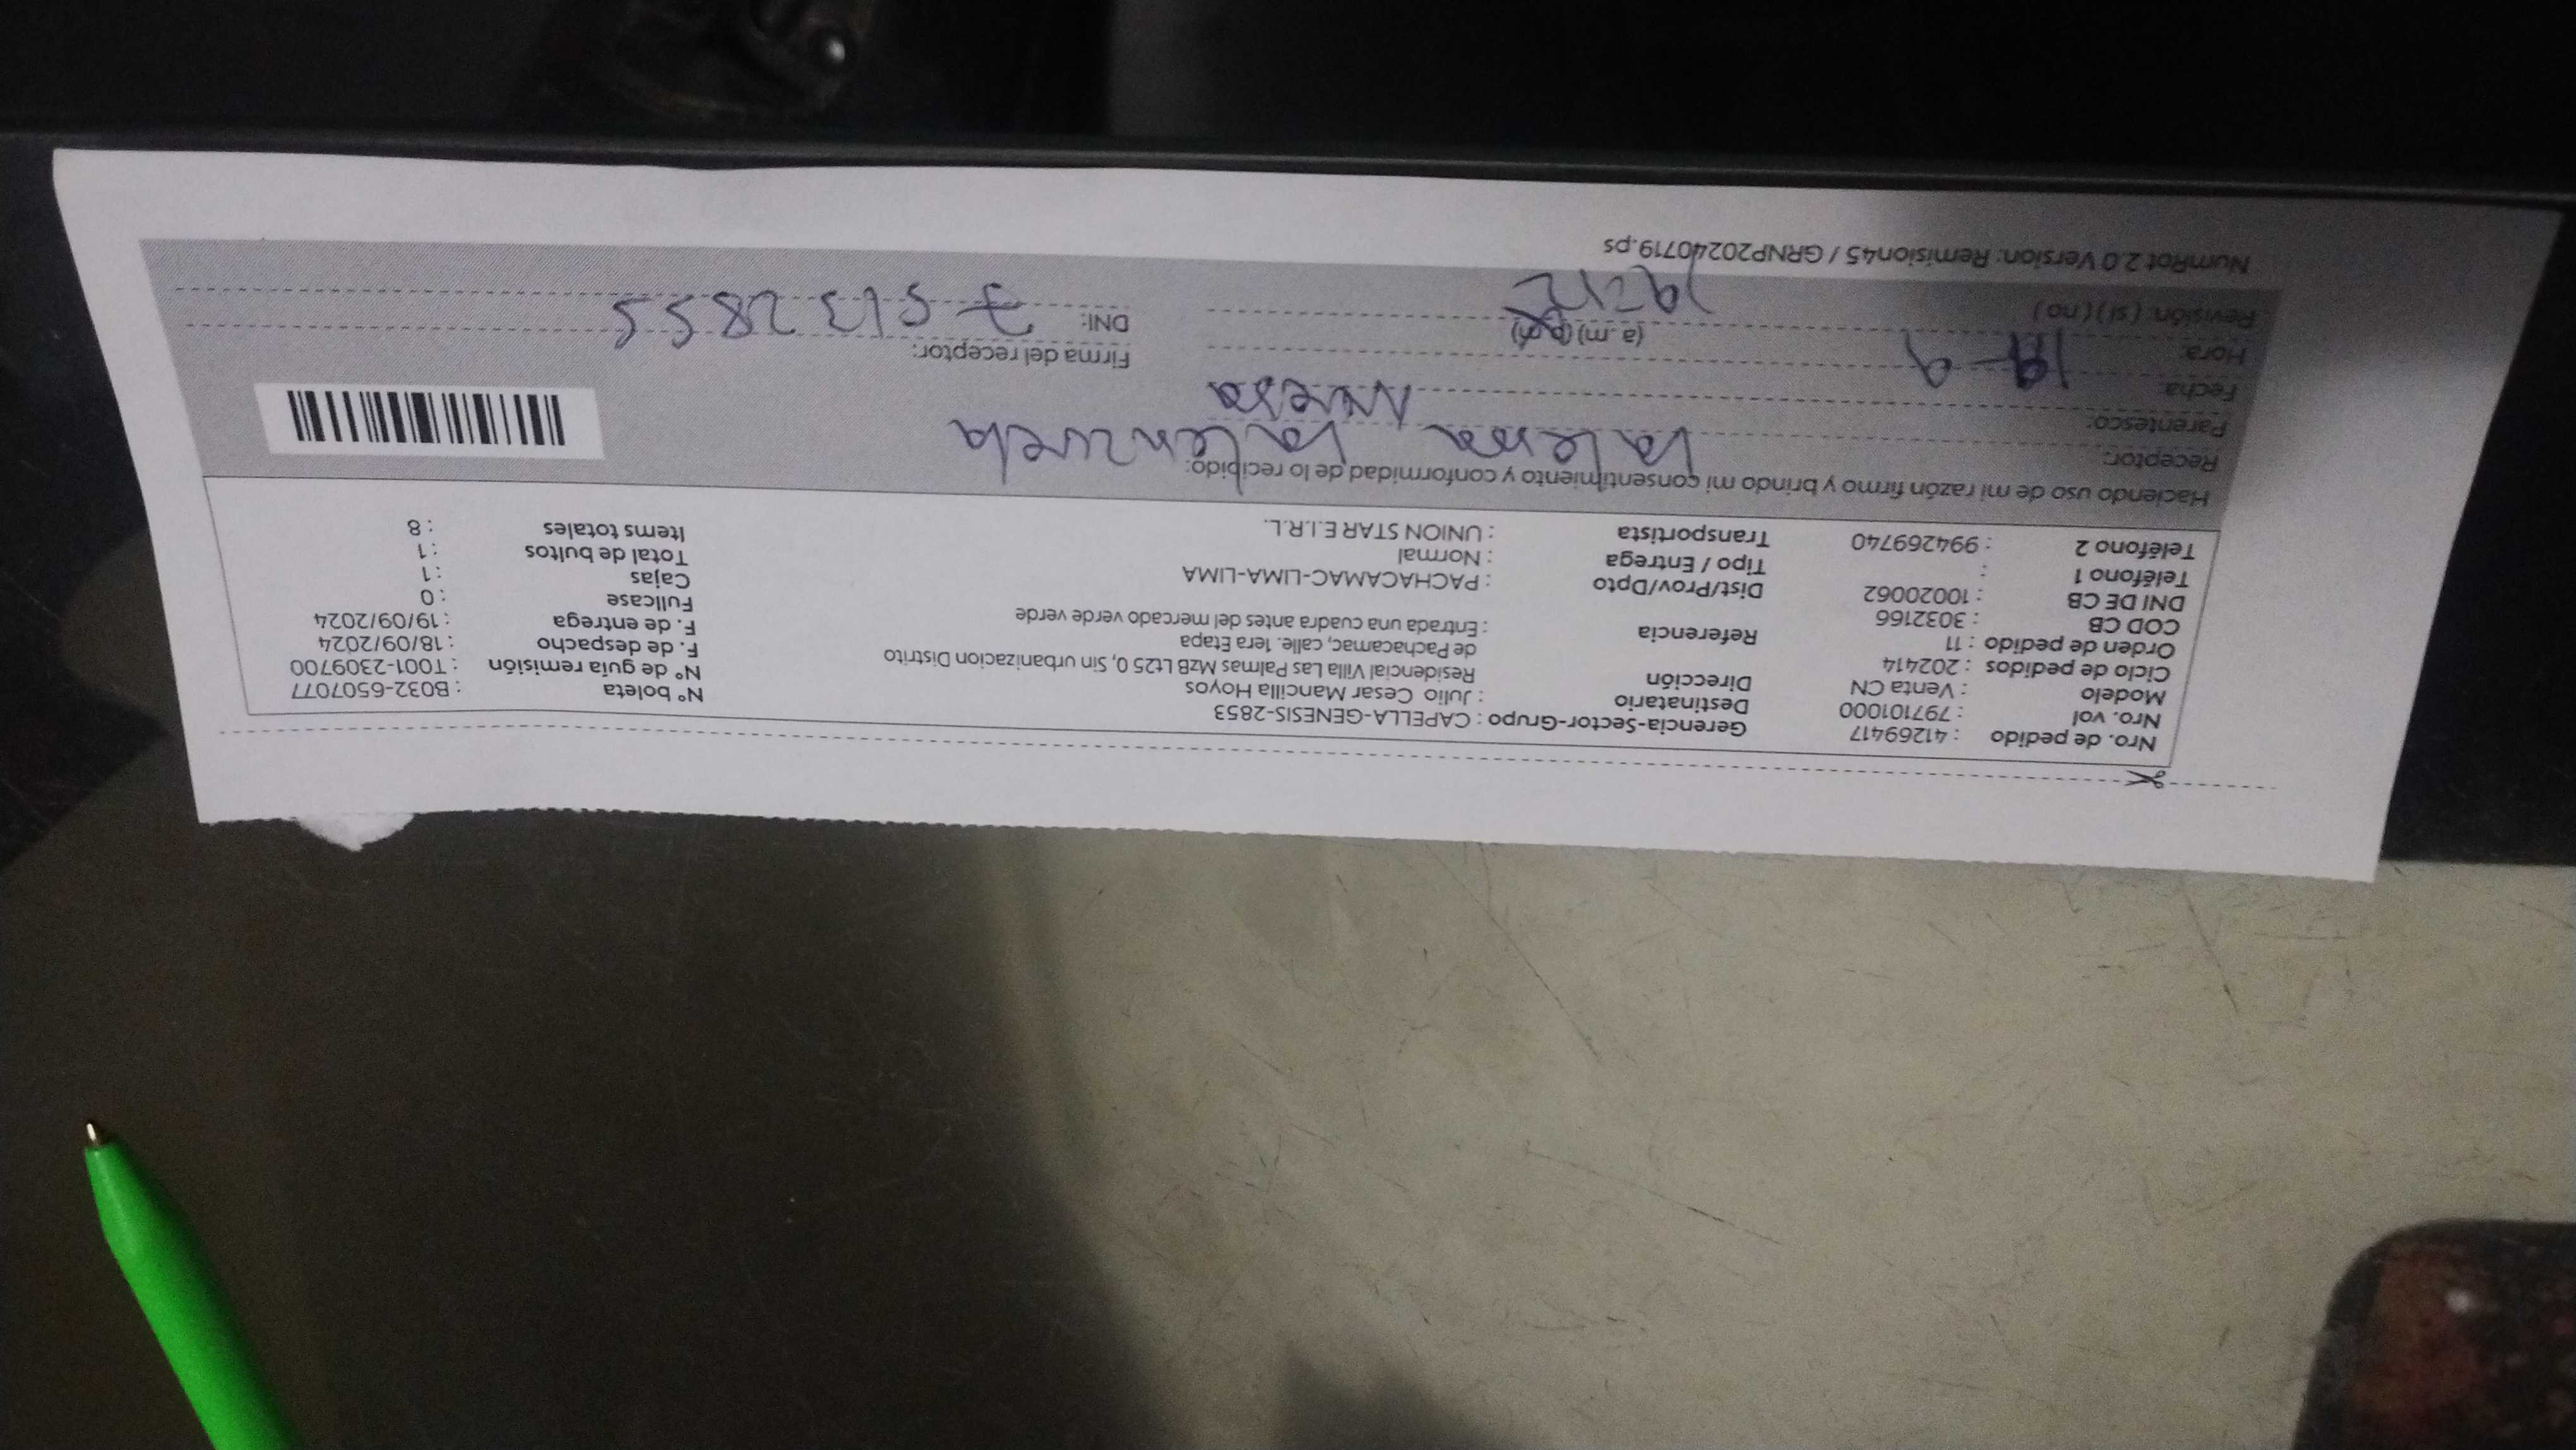 Nro. de pedido : 41269417
Nro. vol : 797101000
Modelo : Venta CN
Ciclo de pedidos : 202414
Orden de pedido : 11
COD CB : 3032166
DNI DE CB : 10020062
Teléfono 1 :
Teléfono 2 : 994269740
Gerencia-Sector-Grupo : CAPELLA-GENESIS-2853
Destinatario : Julio Cesar Mancilla Hoyos
Dirección Residencial Villa Las Palmas MzB Lt25 0, Sin urbanizacion Distrito
de Pachacamac, calle. 1era Etapa
Referencia : Entrada una cuadra antes del mercado verde verde
Dist/Prov/Dpto : PACHACAMAC-LIMA-LIMA
Tipo / Entrega : Normal
Transportista : UNION STAR E.I.R.L.
N° boleta : B032-6507077
N° de guía remisión : T001-2309700
F. de despacho : 18/09/2024
F. de entrega : 19/09/2024
Fullcase : 0
Cajas : 1
Total de bultos : 1
Items totales : 8
Haciendo uso de mi razón firmo y brindo mi consentimiento y conformidad de lo recibido:
Receptor: Valenzuela
Parentesco:
Fecha: 19-9
Hora: (a.m) (p.m)
Revisión: (si) (no)
Firma del receptor:
DNI: 75132855
NumRot 2.0 Version: Remision45 / GRNP20240719.ps